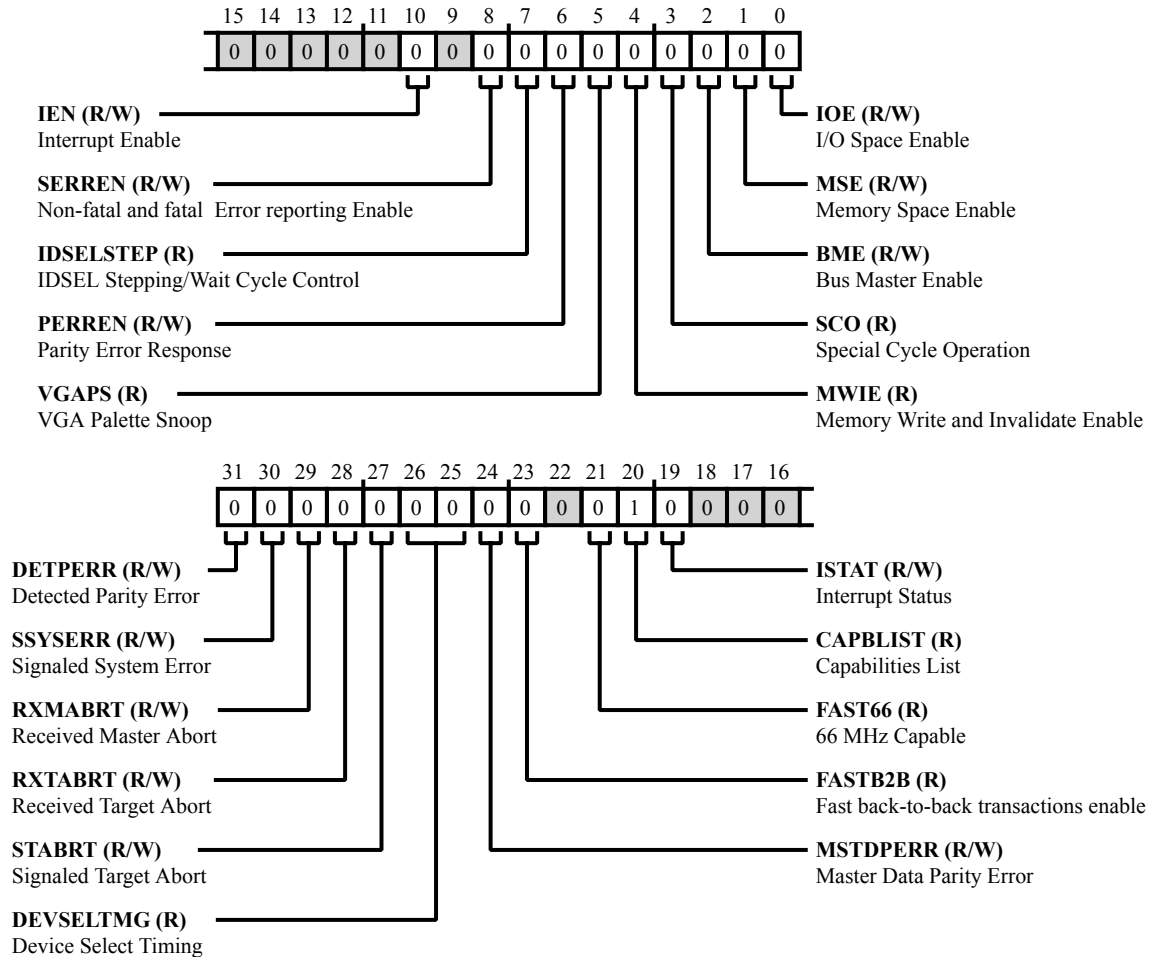 15 14 13 12 11 10 9 8 7 6 5 4 3 2 1 0
0 0 0 0 0 0 0 0 0 0 0 0 0 0 0 0
IEN (R/W)
Interrupt Enable
SERREN (R/W)
Non-fatal and fatal Error reporting Enable
IDSELSTEP (R)
IDSEL Stepping/Wait Cycle Control
PERREN (R/W)
Parity Error Response
VGAPS (R)
VGA Palette Snoop
IOE (R/W)
I/O Space Enable
MSE (R/W)
Memory Space Enable
BME (R/W)
Bus Master Enable
SCO (R)
Special Cycle Operation
MWIE (R)
Memory Write and Invalidate Enable
31 30 29 28 27 26 25 24 23 22 21 20 19 18 17 16
0 0 0 0 0 0 0 0 0 0 0 1 0 0 0 0
DETPERR (R/W)
Detected Parity Error
SSYSERR (R/W)
Signaled System Error
RXMABRT (R/W)
Received Master Abort
RXTABRT (R/W)
Received Target Abort
STABRT (R/W)
Signaled Target Abort
DEVSELTMG (R)
Device Select Timing
ISTAT (R/W)
Interrupt Status
CAPBLIST (R)
Capabilities List
FAST66 (R)
66 MHz Capable
FASTB2B (R)
Fast back-to-back transactions enable
MSTDPERR (R/W)
Master Data Parity Error